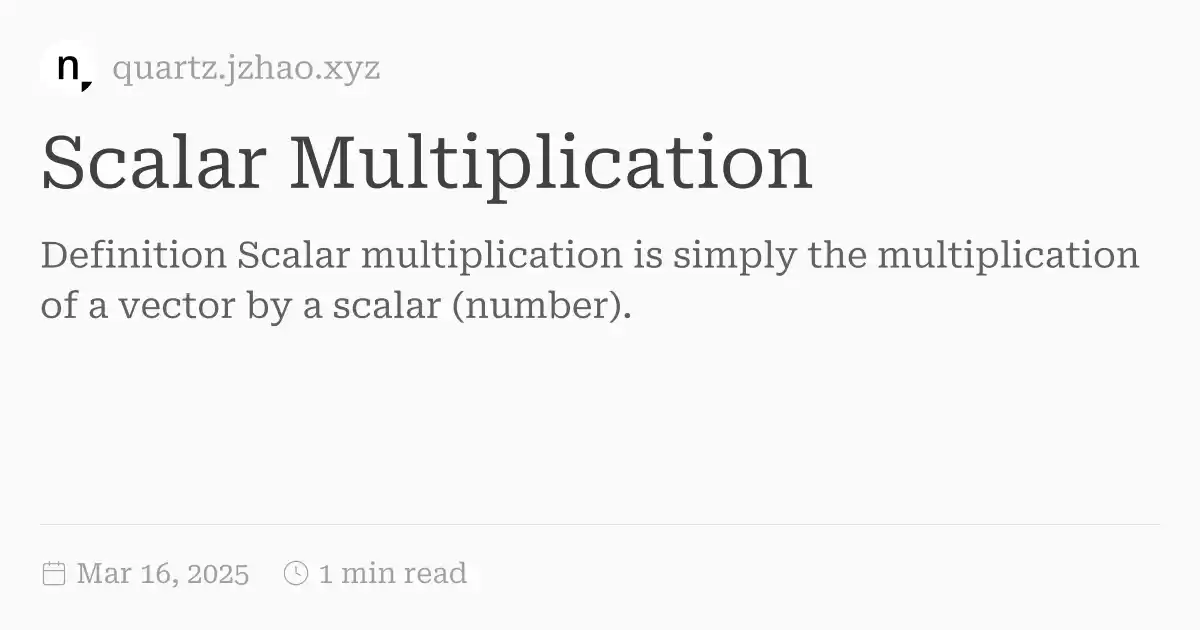 n
quartz.jzhao.xyz
Scalar Multiplication
Definition Scalar multiplication is simply the multiplication
of a vector by a scalar (number).
Mar 16, 2025 1 min read